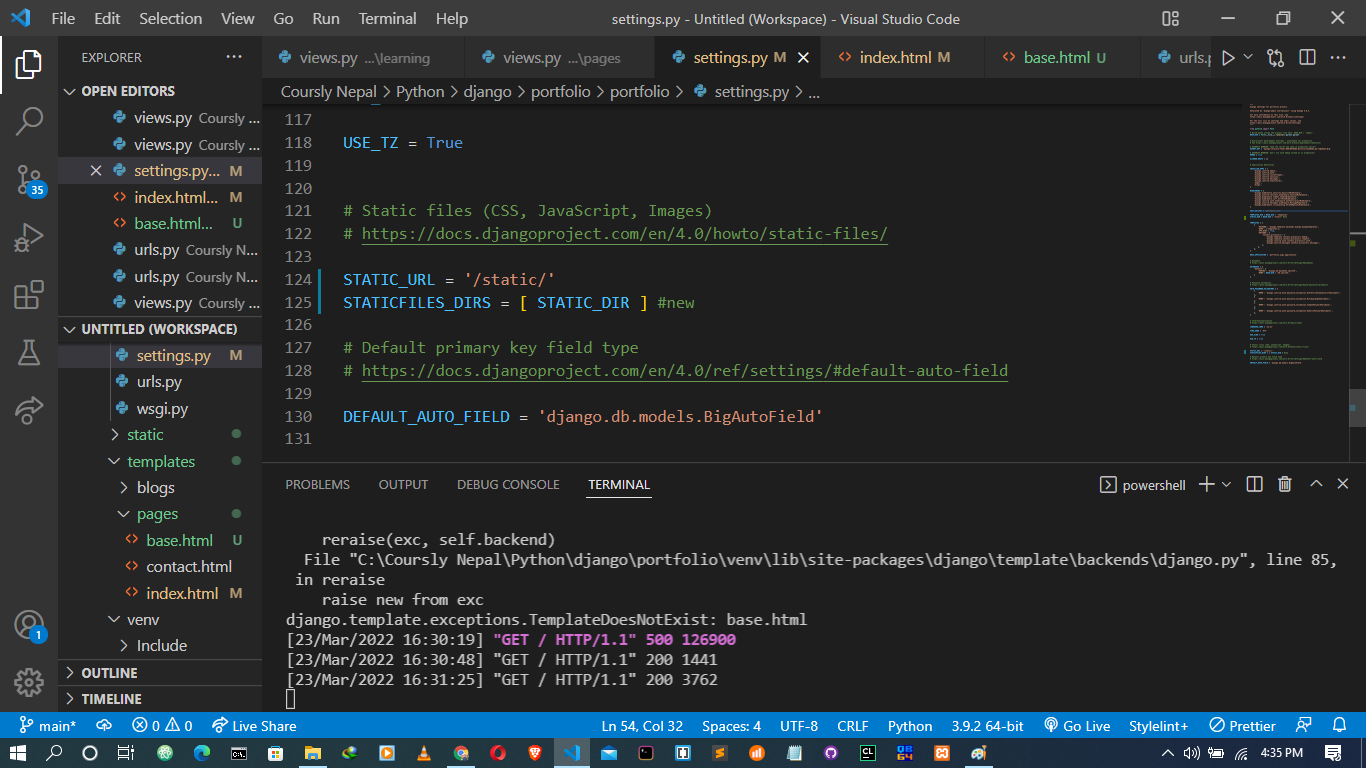 File Edit Selection View Go Run Terminal Help settings.py - Untitled (Workspace) - Visual Studio Code
EXPLORER ···
views.py ...\learning views.py ...\pages settings.py M index.html M base.html U urls.p
OPEN EDITORS
Coursly Nepal > Python > django > portfolio > portfolio > settings.py > ...
views.py Coursly ...
views.py Coursly ...
settings.py... M
index.html... M
base.html... U
urls.py Coursly N...
urls.py Coursly N...
views.py Coursly ...
35
UNTITLED (WORKSPACE)
settings.py M
urls.py
wsgi.py
static
templates
blogs
pages
base.html U
contact.html
index.html M
venv
Include
OUTLINE
TIMELINE
1
117
118 USE_TZ = True
119
120
121 # Static files (CSS, JavaScript, Images)
122 # https://docs.djangoproject.com/en/4.0/howto/static-files/
123
124 STATIC_URL = '/static/'
125 STATICFILES_DIRS = [ STATIC_DIR ] #new
126
127 # Default primary key field type
128 # https://docs.djangoproject.com/en/4.0/ref/settings/#default-auto-field
129
130 DEFAULT_AUTO_FIELD = 'django.db.models.BigAutoField'
131
PROBLEMS OUTPUT DEBUG CONSOLE TERMINAL powershell
reraise(exc, self.backend)
File "C:\Coursly Nepal\Python\django\portfolio\venv\lib\site-packages\django\template\backends\django.py", line 85,
in reraise
raise new from exc
django.template.exceptions.TemplateDoesNotExist: base.html
[23/Mar/2022 16:30:19] "GET / HTTP/1.1" 500 126900
[23/Mar/2022 16:30:48] "GET / HTTP/1.1" 200 1441
[23/Mar/2022 16:31:25] "GET / HTTP/1.1" 200 3762
main* 0 0 Live Share Ln 54, Col 32 Spaces: 4 UTF-8 CRLF Python 3.9.2 64-bit Go Live Stylelint+ Prettier
4:35 PM